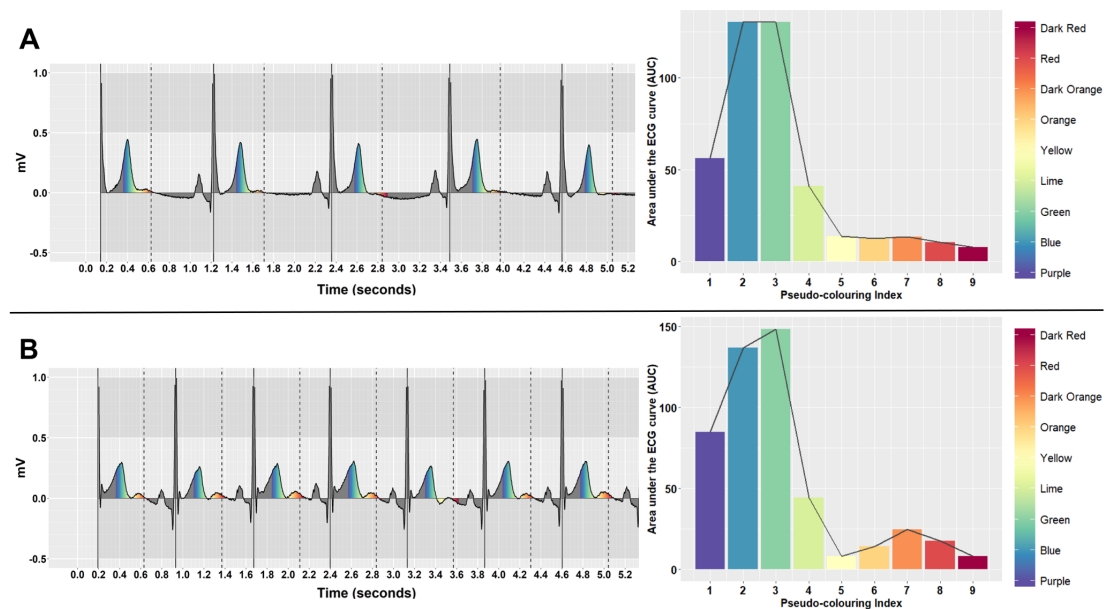 A
mV
1.0
0.5
0.0
-0.5
0.0 0.2 0.4 0.6 0.8 1.0 1.2 1.4 1.6 1.8 2.0 2.2 2.4 2.6 2.8 3.0 3.2 3.4 3.6 3.8 4.0 4.2 4.4 4.6 4.8 5.0 5.2
Time (seconds)
Area under the ECG curve (AUC)
100
50
0
1 2 3 4 5 6 7 8 9
Pseudo-colouring Index
Dark Red
Red
Dark Orange
Orange
Yellow
Lime
Green
Blue
Purple
B
mV
1.0
0.5
0.0
-0.5
0.0 0.2 0.4 0.6 0.8 1.0 1.2 1.4 1.6 1.8 2.0 2.2 2.4 2.6 2.8 3.0 3.2 3.4 3.6 3.8 4.0 4.2 4.4 4.6 4.8 5.0 5.2
Time (seconds)
Area under the ECG curve (AUC)
150
100
50
0
1 2 3 4 5 6 7 8 9
Pseudo-colouring Index
Dark Red
Red
Dark Orange
Orange
Yellow
Lime
Green
Blue
Purple